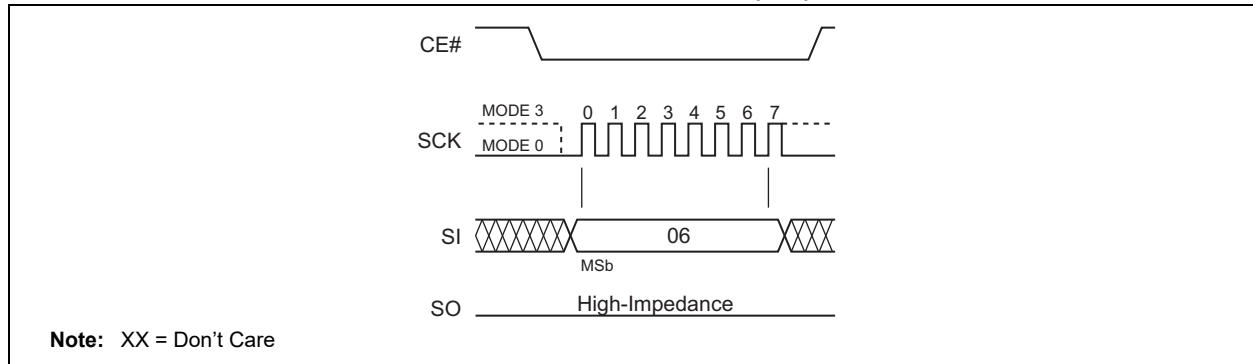 CE#
MODE 3 0 1 2 3 4 5 6 7
SCK
MODE 0
SI 06
MSb
SO High-Impedance
Note: XX = Don't Care